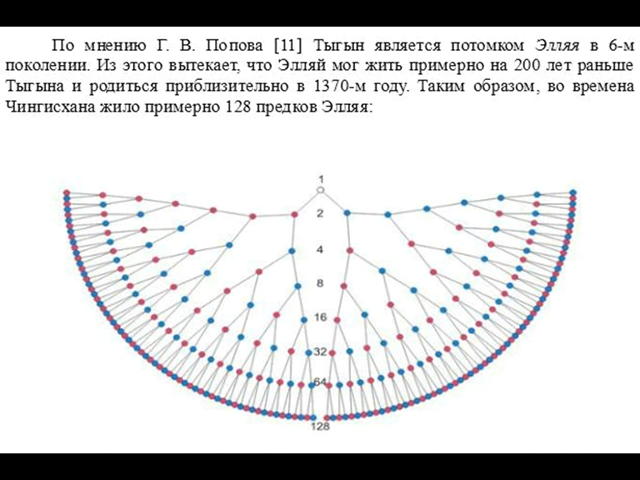 По мнению Г. В. Попова [11] Тыгын является потомком Элляя в 6-м
поколении. Из этого вытекает, что Эллэй мог жить примерно на 200 лет раньше
Тыгына и родиться приблизительно в 1370-м году. Таким образом, во времена
Чингисхана жило примерно 128 предков Элляя:
1
2
4
8
16
32
64
128